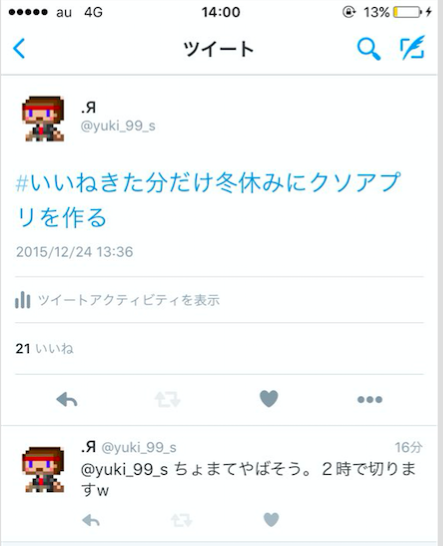 au 4G 14:00 13%
ツイート
.Я
@yuki_99_s
#いいねきた分だけ冬休みにクソアプ
リを作る
2015/12/24 13:36
ツイートアクティビティを表示
21 いいね
.Я @yuki_99_s 16分
@yuki_99_s ちょまてやばそう。２時で切りま
すw